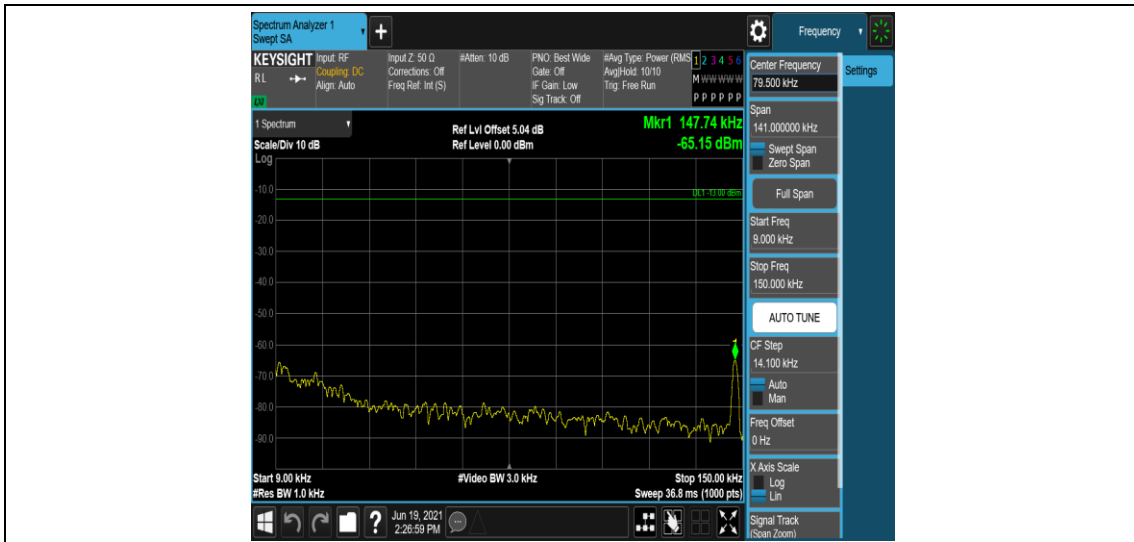 Spectrum Analyzer 1
Swept SA
+
Frequency
KEYSIGHT
RL
LXI
Input: RF
Coupling: DC
Align: Auto
Input Z: 50 Ω
Corrections: Off
Freq Ref: Int (S)
#Atten: 10 dB
PNO: Best Wide
Gate: Off
IF Gain: Low
Sig Track: Off
#Avg Type: Power (RMS
Avg|Hold: 10/10
Trig: Free Run
1 2 3 4 5 6
M W W W W W
P P P P P P
1 Spectrum
Scale/Div 10 dB
Log
Ref Lvl Offset 5.04 dB
Ref Level 0.00 dBm
Mkr1 147.74 kHz
-65.15 dBm
DL1 -13.00 dBm
-10.0
-20.0
-30.0
-40.0
-50.0
-60.0
-70.0
-80.0
-90.0
1
Start 9.00 kHz
#Res BW 1.0 kHz
#Video BW 3.0 kHz
Stop 150.00 kHz
Sweep 36.8 ms (1000 pts)
?
Jun 19, 2021
2:26:59 PM
Center Frequency
79.500 kHz
Settings
Span
141.000000 kHz
Swept Span
Zero Span
Full Span
Start Freq
9.000 kHz
Stop Freq
150.000 kHz
AUTO TUNE
CF Step
14.100 kHz
Auto
Man
Freq Offset
0 Hz
X Axis Scale
Log
Lin
Signal Track
(Span Zoom)